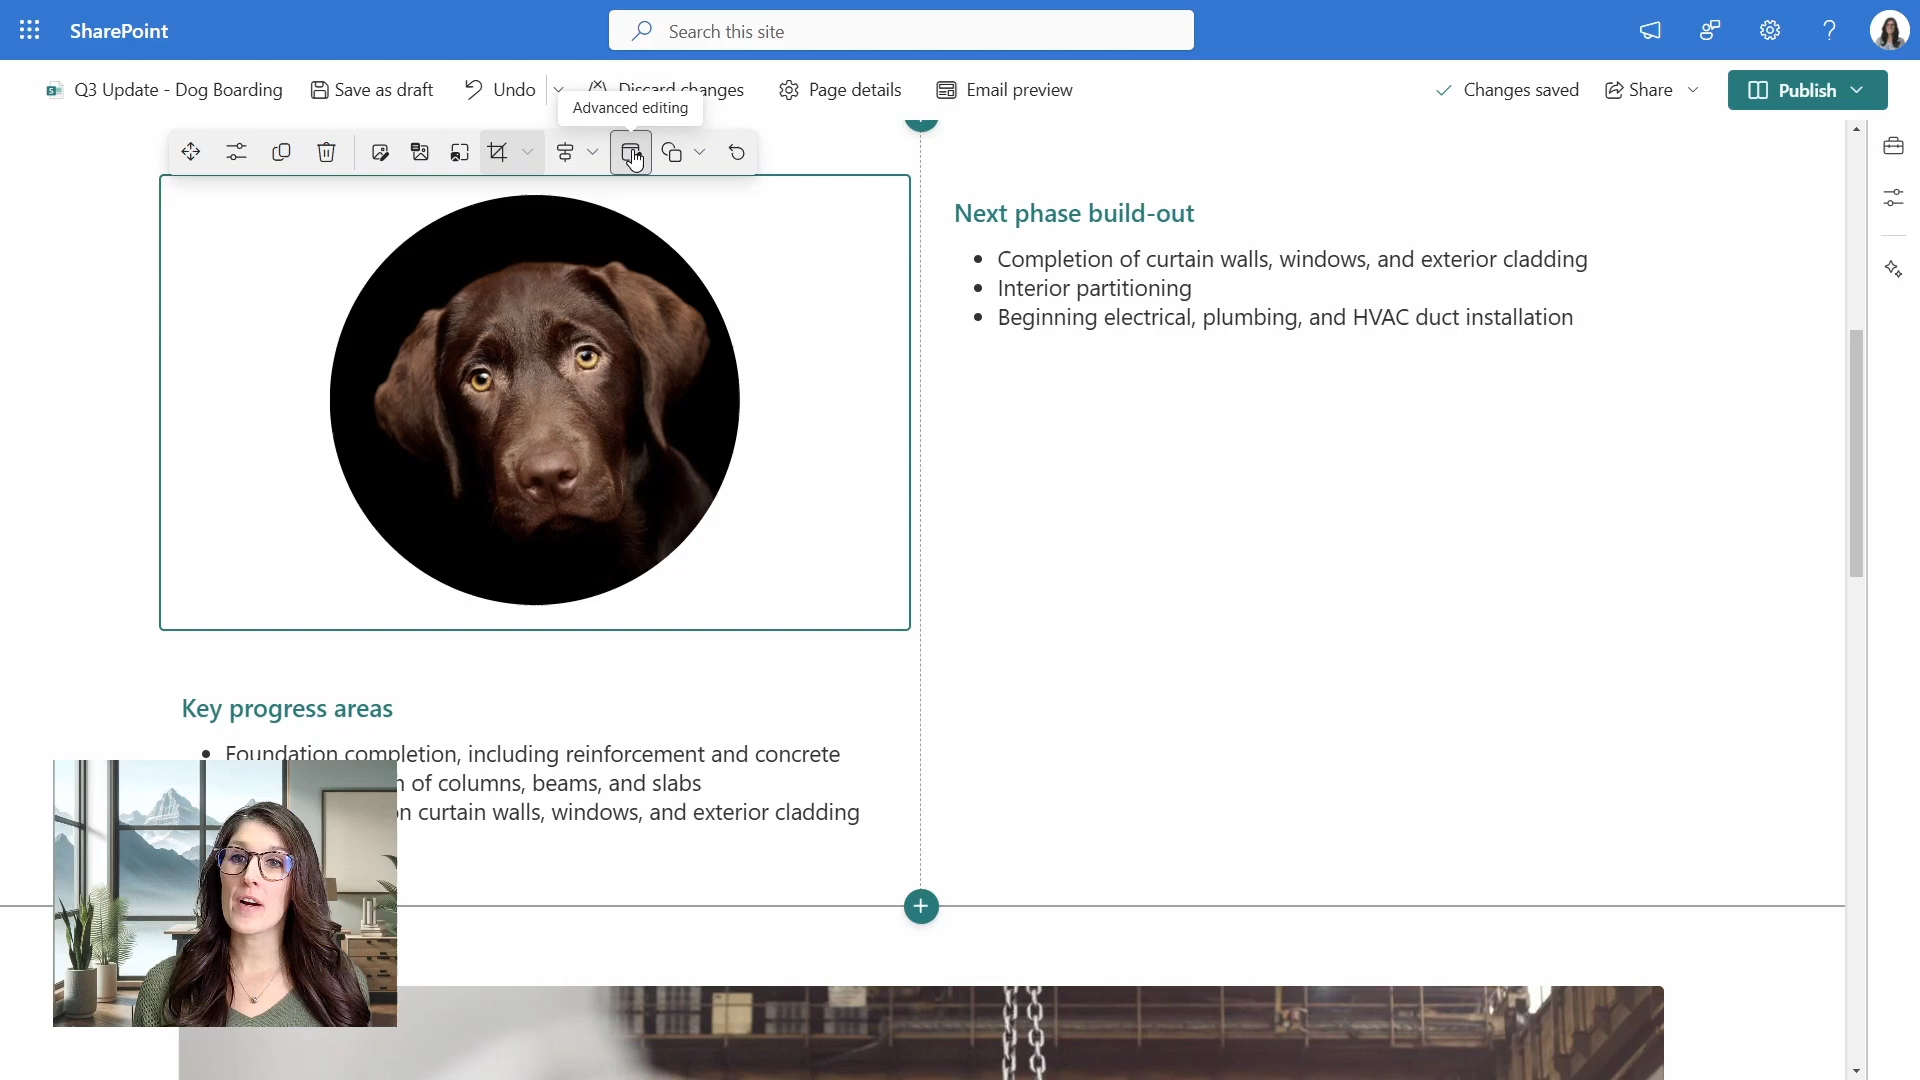 SharePoint
Search this site
Q3 Update - Dog Boarding
Save as draft
Undo
Discard changes
Page details
Email preview
Changes saved
Share
Publish
Advanced editing
Next phase build-out
Completion of curtain walls, windows, and exterior cladding
Interior partitioning
Beginning electrical, plumbing, and HVAC duct installation
Key progress areas
Foundation completion, including reinforcement and concrete
of columns, beams, and slabs
curtain walls, windows, and exterior cladding